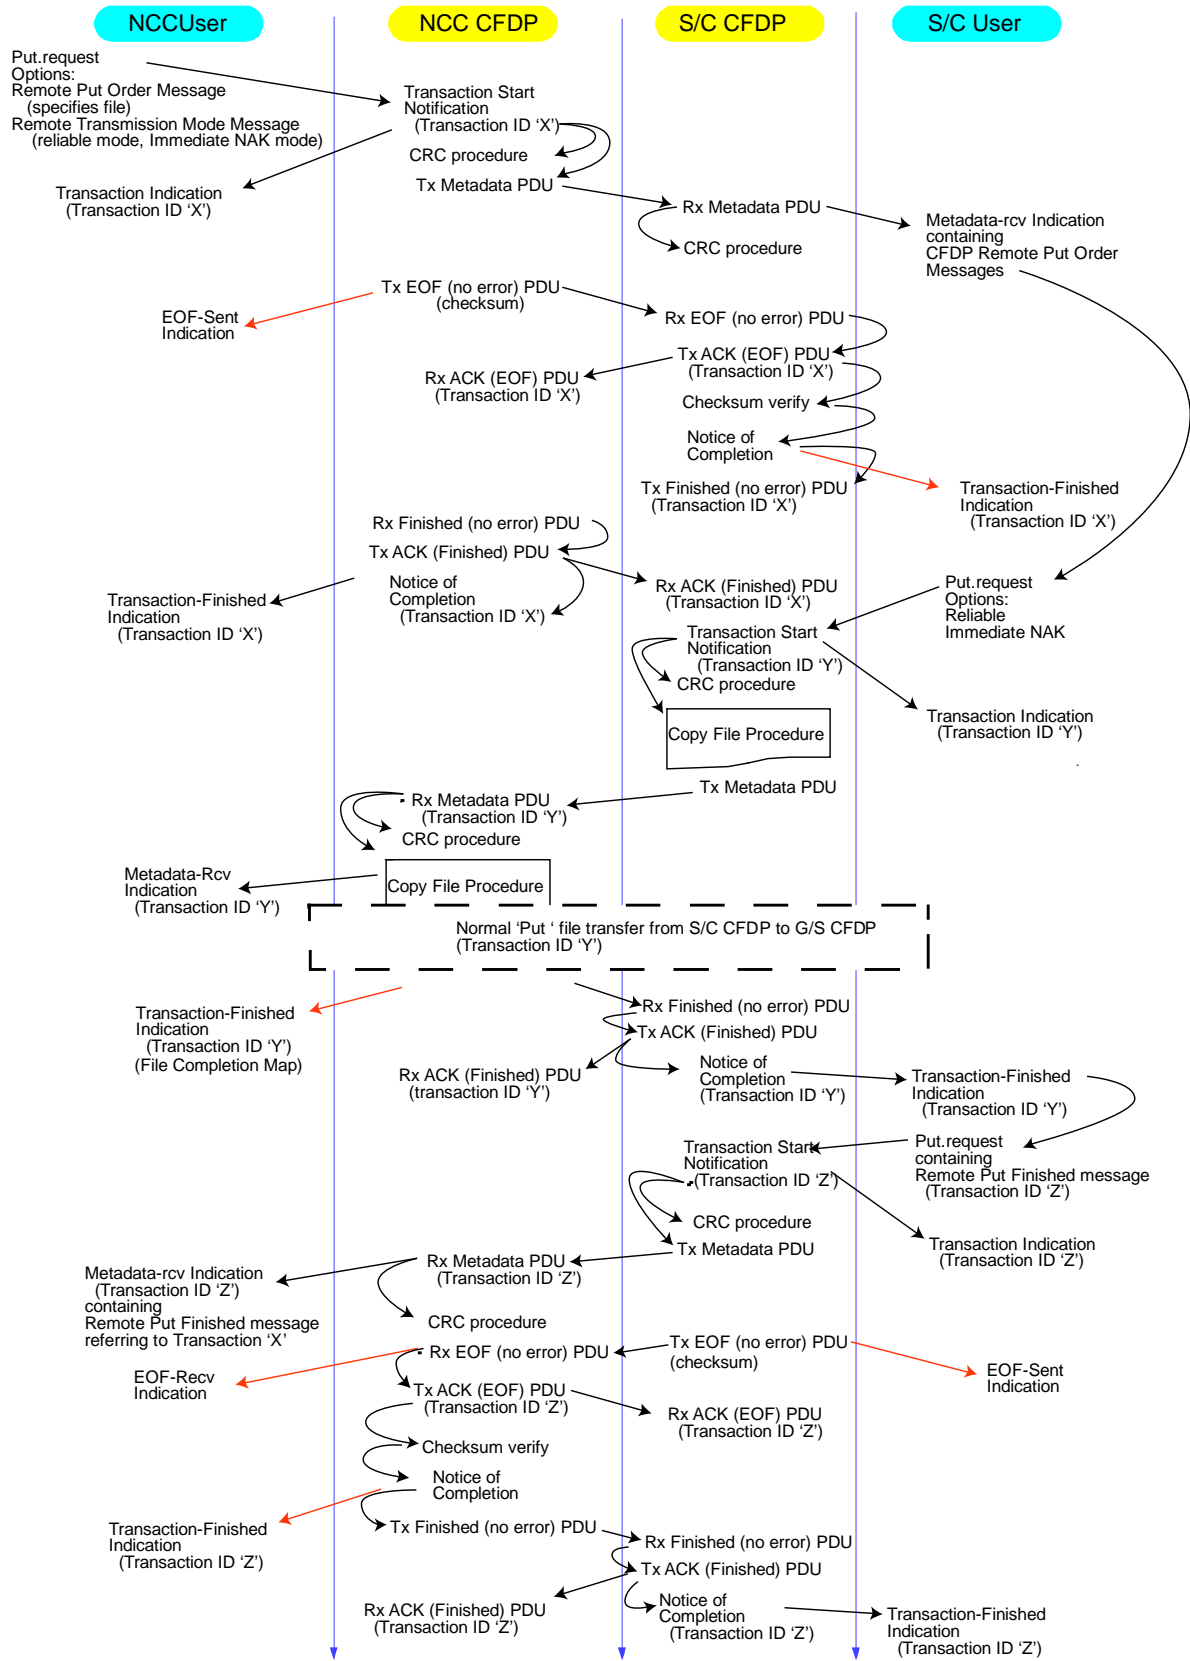 NCCUser
NCC CFDP
S/C CFDP
S/C User
Put.request
Options:
Remote Put Order Message
(specifies file)
Remote Transmission Mode Message
(reliable mode, Immediate NAK mode)
Transaction Start
Notification
(Transaction ID ‘X’)
CRC procedure
Tx Metadata PDU
Transaction Indication
(Transaction ID ‘X’)
Rx Metadata PDU
CRC procedure
Metadata-rcv Indication
containing
CFDP Remote Put Order
Messages
Tx EOF (no error) PDU
(checksum)
EOF-Sent
Indication
Rx EOF (no error) PDU
Tx ACK (EOF) PDU
(Transaction ID ‘X’)
Rx ACK (EOF) PDU
(Transaction ID ‘X’)
Checksum verify
Notice of
Completion
Tx Finished (no error) PDU
(Transaction ID ‘X’)
Transaction-Finished
Indication
(Transaction ID ‘X’)
Rx Finished (no error) PDU
Tx ACK (Finished) PDU
Notice of
Completion
(Transaction ID ‘X’)
Transaction-Finished
Indication
(Transaction ID ‘X’)
Rx ACK (Finished) PDU
(Transaction ID ‘X’)
Put.request
Options:
Reliable
Immediate NAK
Transaction Start
Notification
(Transaction ID ‘Y’)
CRC procedure
Copy File Procedure
Transaction Indication
(Transaction ID ‘Y’)
Tx Metadata PDU
Rx Metadata PDU
(Transaction ID ‘Y’)
CRC procedure
Copy File Procedure
Metadata-Rcv
Indication
(Transaction ID ‘Y’)
Normal ‘Put ‘ file transfer from S/C CFDP to G/S CFDP
(Transaction ID ‘Y’)
Transaction-Finished
Indication
(Transaction ID ‘Y’)
(File Completion Map)
Rx Finished (no error) PDU
Tx ACK (Finished) PDU
Rx ACK (Finished) PDU
(transaction ID ‘Y’)
Notice of
Completion
(Transaction ID ‘Y’)
Transaction-Finished
Indication
(Transaction ID ‘Y’)
Put.request
containing
Remote Put Finished message
(Transaction ID ‘Z’)
Transaction Start
Notification
(Transaction ID ‘Z’)
CRC procedure
Tx Metadata PDU
Transaction Indication
(Transaction ID ‘Z’)
Rx Metadata PDU
(Transaction ID ‘Z’)
Metadata-rcv Indication
(Transaction ID ‘Z’)
containing
Remote Put Finished message
referring to Transaction ‘X’
CRC procedure
Tx EOF (no error) PDU
(checksum)
Rx EOF (no error) PDU
EOF-Recv
Indication
EOF-Sent
Indication
Tx ACK (EOF) PDU
(Transaction ID ‘Z’)
Rx ACK (EOF) PDU
(Transaction ID ‘Z’)
Checksum verify
Notice of
Completion
Transaction-Finished
Indication
(Transaction ID ‘Z’)
Tx Finished (no error) PDU
Rx Finished (no error) PDU
Tx ACK (Finished) PDU
Rx ACK (Finished) PDU
(Transaction ID ‘Z’)
Notice of
Completion
(Transaction ID ‘Z’)
Transaction-Finished
Indication
(Transaction ID ‘Z’)